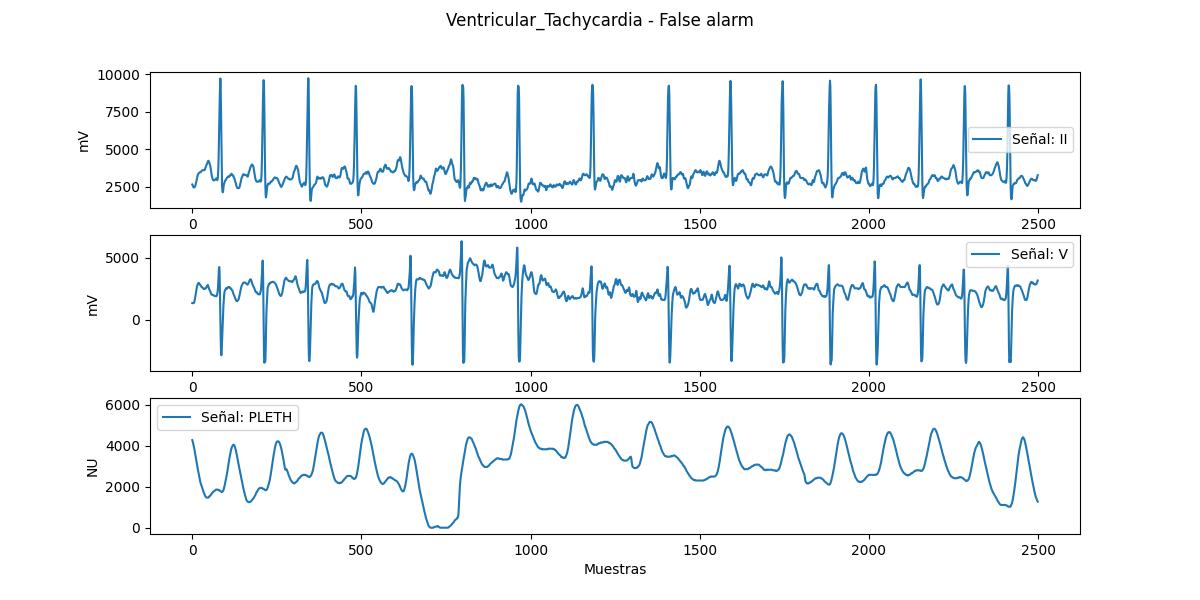 Ventricular_Tachycardia - False alarm
10000
7500
5000
2500
mV
Señal: II
0 500 1000 1500 2000 2500
5000
0
mV
Señal: V
0 500 1000 1500 2000 2500
6000
4000
2000
0
NU
Señal: PLETH
0 500 1000 1500 2000 2500
Muestras